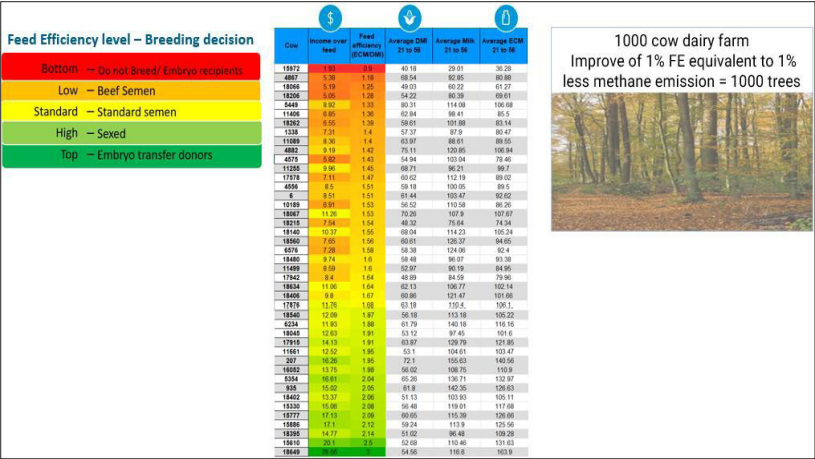 Feed Efficiency level – Breeding decision
Bottom – Do not Breed/ Embryo recipients
Low – Beef Semen
Standard – Standard semen
High – Sexed
Top – Embryo transfer donors
$
Cow Income over feed Feed efficiency (ECM/DMI) Average DMI 21 to 56 Average Milk 21 to 56 Average ECM 21 to 56
15972 1.93 0.9 40.18 29.01 36.28
4867 5.38 1.18 68.54 92.85 80.88
18066 5.19 1.25 49.03 60.22 61.27
18206 5.05 1.28 54.22 80.39 69.61
5449 8.92 1.33 80.31 114.08 106.68
11406 6.85 1.36 62.84 98.41 85.5
18262 6.55 1.39 59.61 101.88 83.14
1338 7.31 1.4 57.37 87.9 80.47
11089 8.36 1.4 63.97 88.61 89.55
4882 9.19 1.42 75.11 120.85 106.94
4575 5.92 1.43 54.94 103.04 78.46
11255 9.96 1.45 68.71 96.21 99.7
17578 7.11 1.47 60.62 112.19 89.02
4556 8.5 1.51 59.18 100.05 89.5
6 8.51 1.51 61.44 103.47 92.62
10189 6.91 1.53 56.52 110.58 86.26
18067 11.26 1.53 70.26 107.9 107.67
18215 7.54 1.54 48.32 75.64 74.34
18140 10.37 1.55 68.04 114.23 105.24
18560 7.65 1.56 60.61 126.37 94.65
6576 7.28 1.58 58.38 124.06 92.4
18480 9.74 1.6 58.48 96.07 93.38
11499 8.59 1.6 52.97 90.19 84.95
17942 8.4 1.64 48.89 84.59 79.96
18634 11.06 1.64 62.13 106.77 102.14
18406 9.8 1.67 60.86 121.47 101.66
17876 11.76 1.68 63.18 110.4 106.1
18540 12.09 1.87 56.18 113.18 105.22
6234 11.93 1.88 61.79 140.18 116.16
18045 12.63 1.91 53.12 97.45 101.6
17915 14.13 1.91 63.87 129.79 121.85
11661 12.52 1.95 53.1 104.61 103.47
207 16.26 1.95 72.1 155.63 140.56
16052 13.75 1.98 56.02 108.75 110.9
5354 16.61 2.04 65.26 136.71 132.97
935 15.02 2.05 61.8 142.35 126.63
18402 13.37 2.06 51.13 103.93 105.11
15330 15.06 2.08 56.48 119.01 117.68
15777 17.13 2.09 60.65 115.39 126.66
15886 17.1 2.12 59.24 113.9 125.56
18395 14.77 2.14 51.02 96.48 109.28
15610 20.1 2.5 52.68 110.46 131.63
18649 3 54.56 116.6 163.9
1000 cow dairy farm
Improve of 1% FE equivalent to 1%
less methane emission = 1000 trees